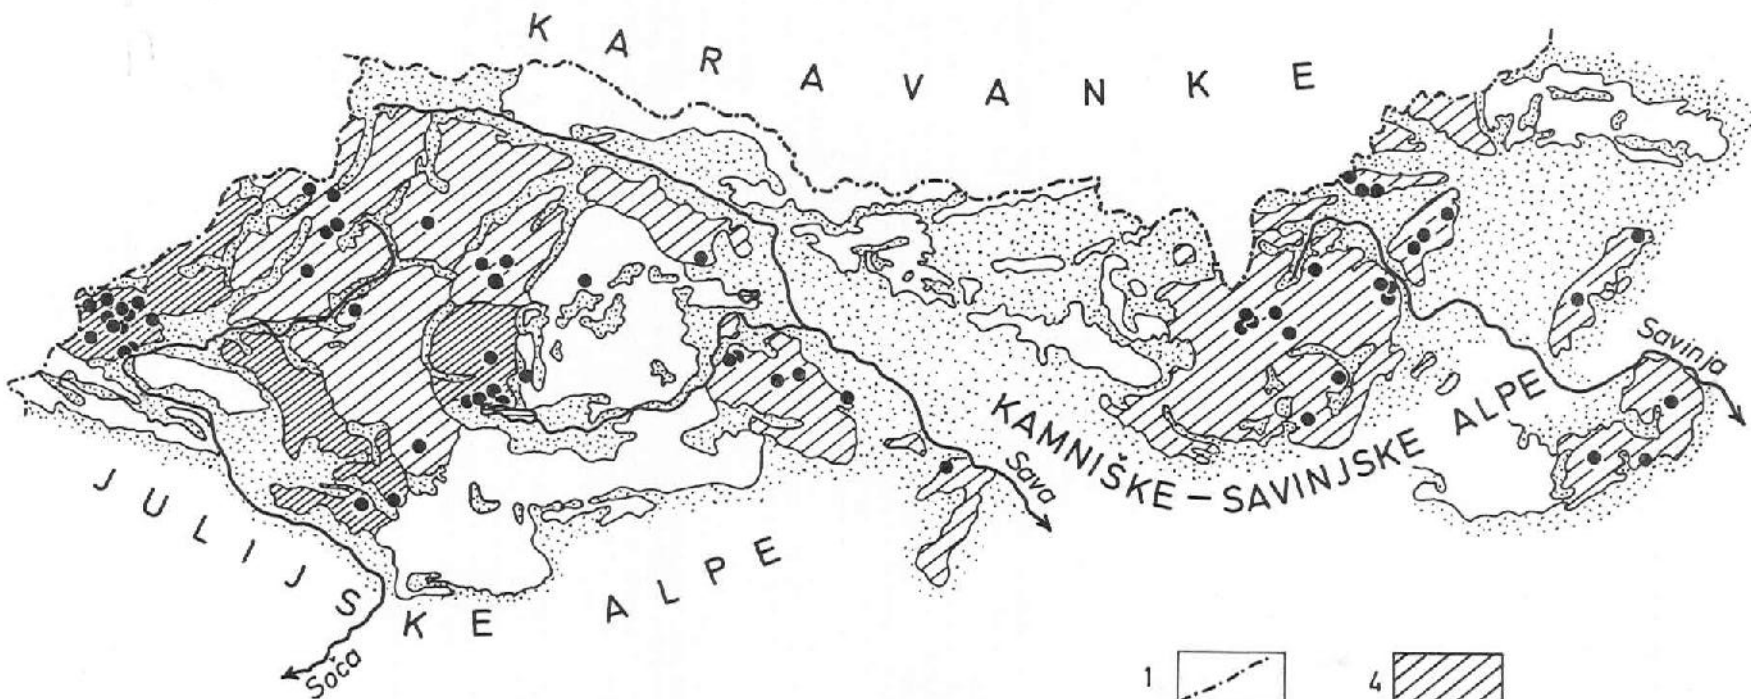 KARAVANKE
JULIJSKE ALPE
KAMNIŠKE – SAVINJSKE ALPE
Savinja
Sava
Soča
1
4